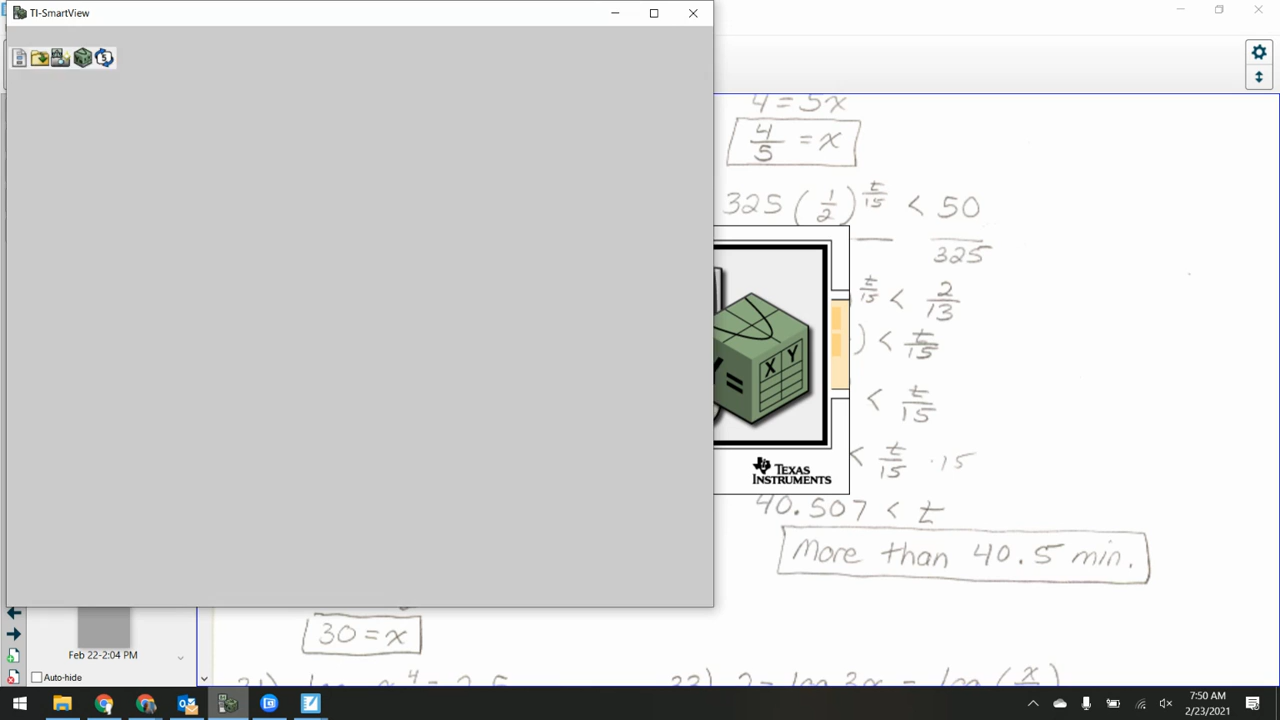 TI-SmartView
4 = 5x
4/5 = x
325 (1/2)^(t/15) < 50
325
t/15 < 2/13
) < t/15
< t/15
< t/15 · 15
40.507 < t
More than 40.5 min.
X Y
Y =
TEXAS
INSTRUMENTS
30 = x
Feb 22-2:04 PM
Auto-hide
7:50 AM
2/23/2021